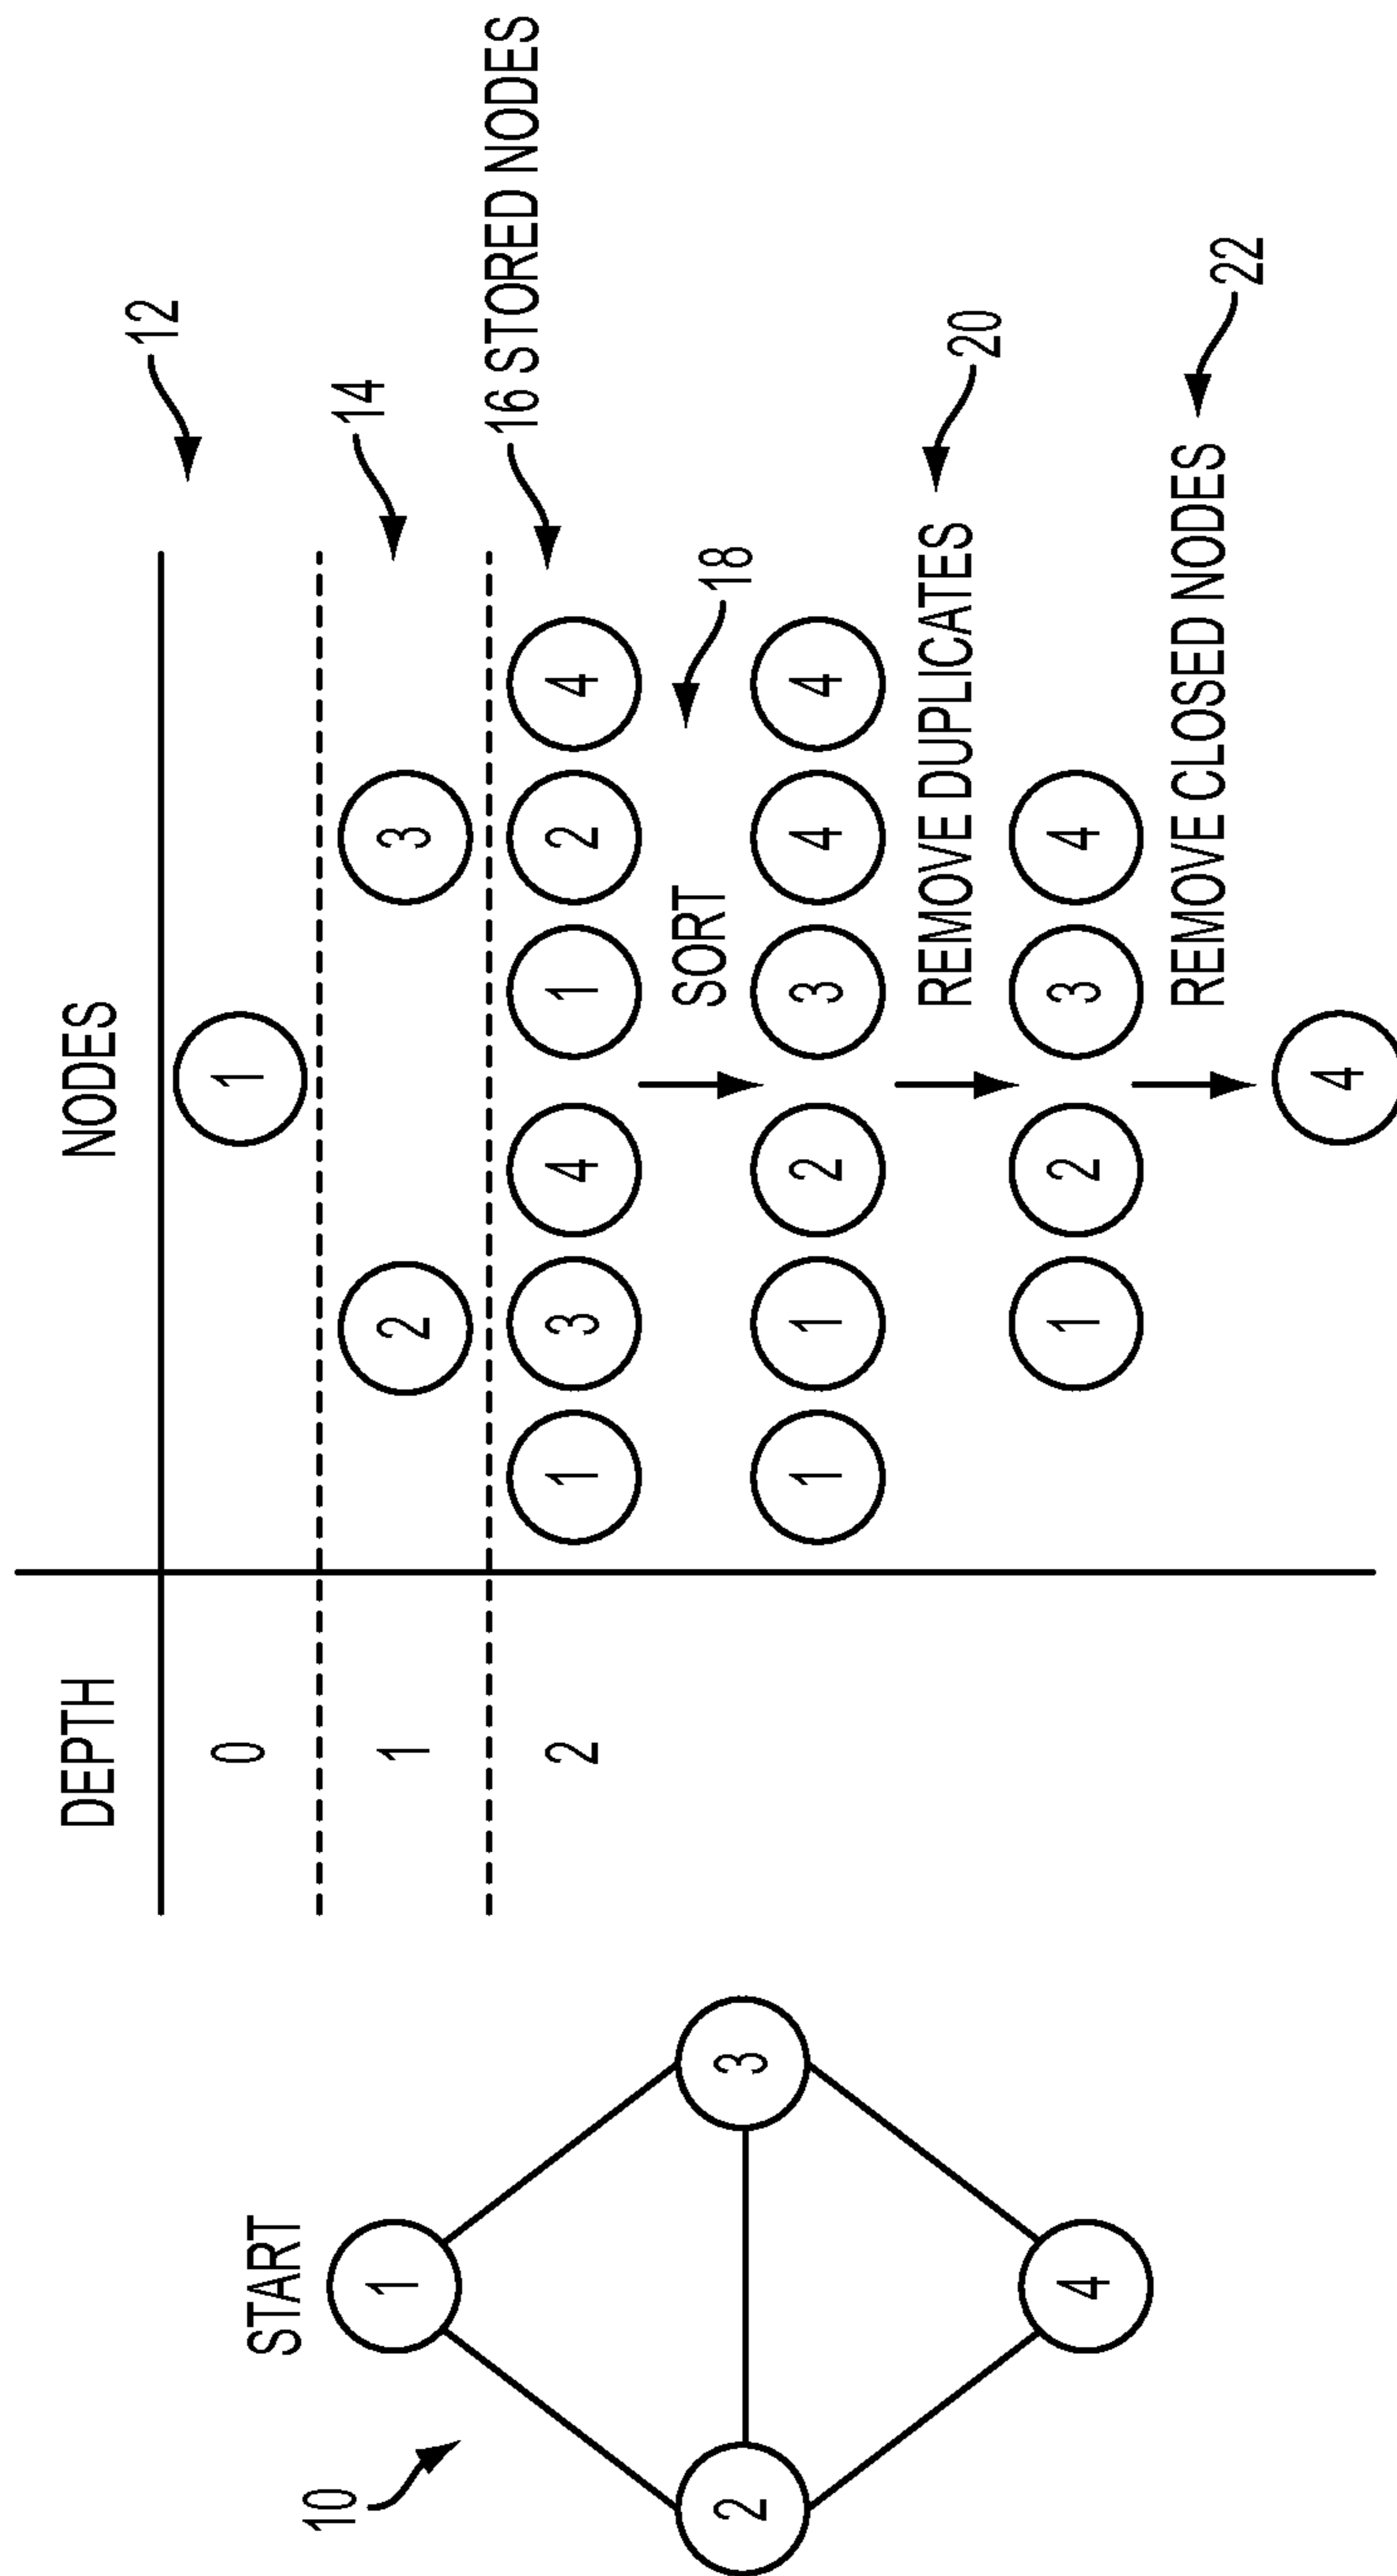 START
10
1
2 3
4
DEPTH NODES
12
0 1
14
1 2 3
16 STORED NODES
2 1 3 4 1 2 4
SORT 18
1 1 2 3 4 4
REMOVE DUPLICATES 20
1 2 3 4
REMOVE CLOSED NODES 22
4